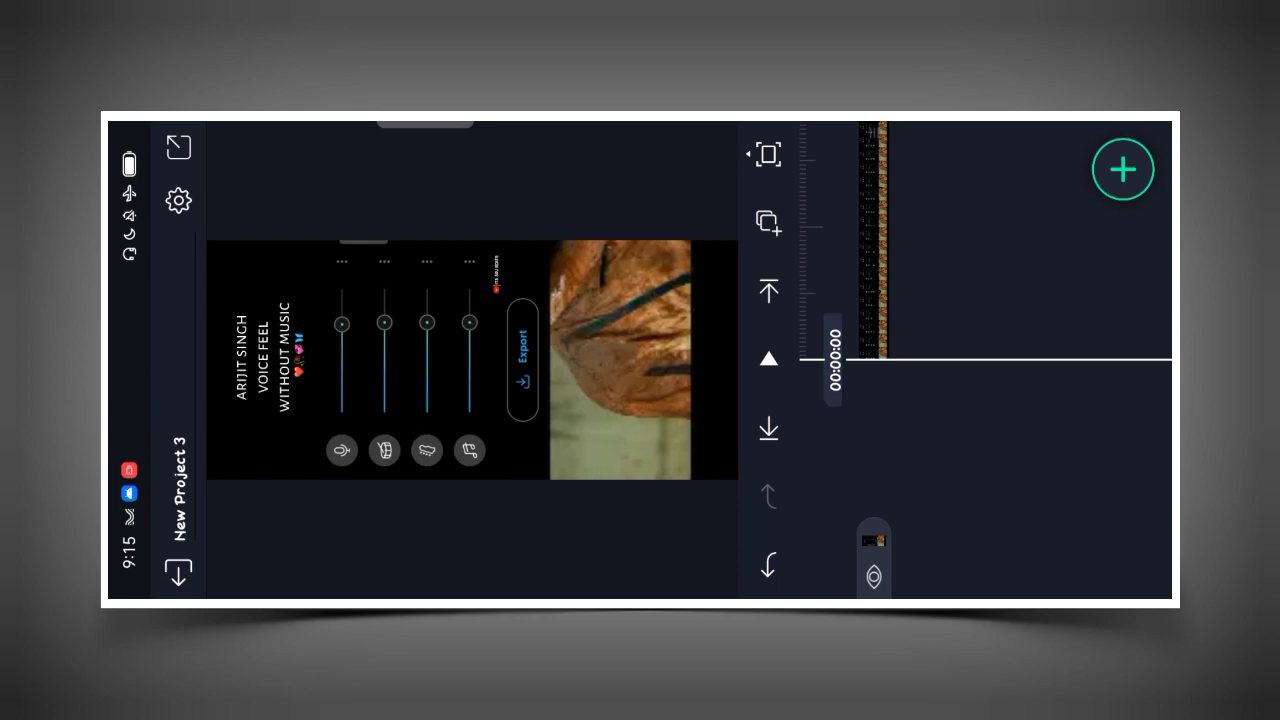 9:15
New Project 3
ARIJIT SINGH
VOICE FEEL
WITHOUT MUSIC
❤️🥀💞🦋
Export
00:00:00